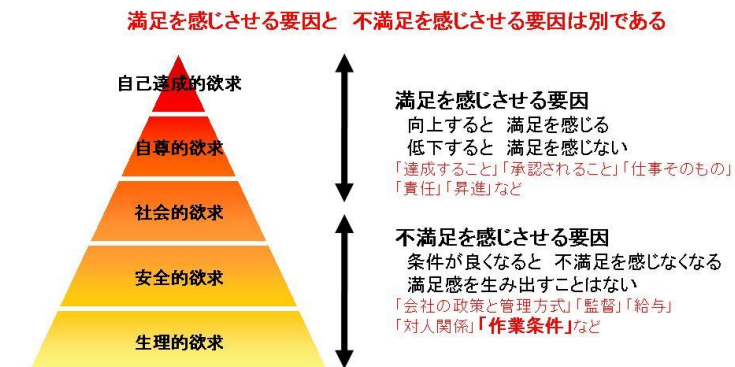 満足を感じさせる要因と 不満足を感じさせる要因は別である
自己達成的欲求
自尊的欲求
社会的欲求
安全的欲求
生理的欲求
満足を感じさせる要因
向上すると 満足を感じる
低下すると 満足を感じない
「達成すること」「承認されること」「仕事そのもの」
「責任」「昇進」など
不満足を感じさせる要因
条件が良くなると 不満足を感じなくなる
満足感を生み出すことはない
「会社の政策と管理方式」「監督」「給与」
「対人関係」「作業条件」など